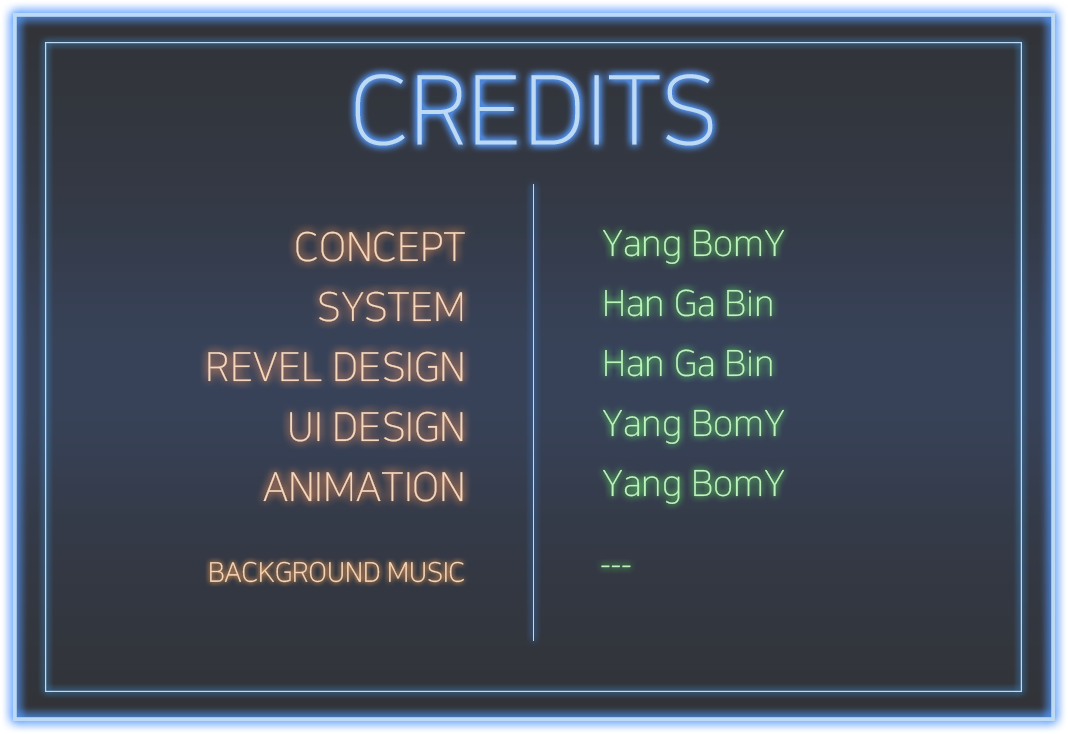 CREDITS
CONCEPT Yang BomY
SYSTEM Han Ga Bin
REVEL DESIGN Han Ga Bin
UI DESIGN Yang BomY
ANIMATION Yang BomY
BACKGROUND MUSIC ---